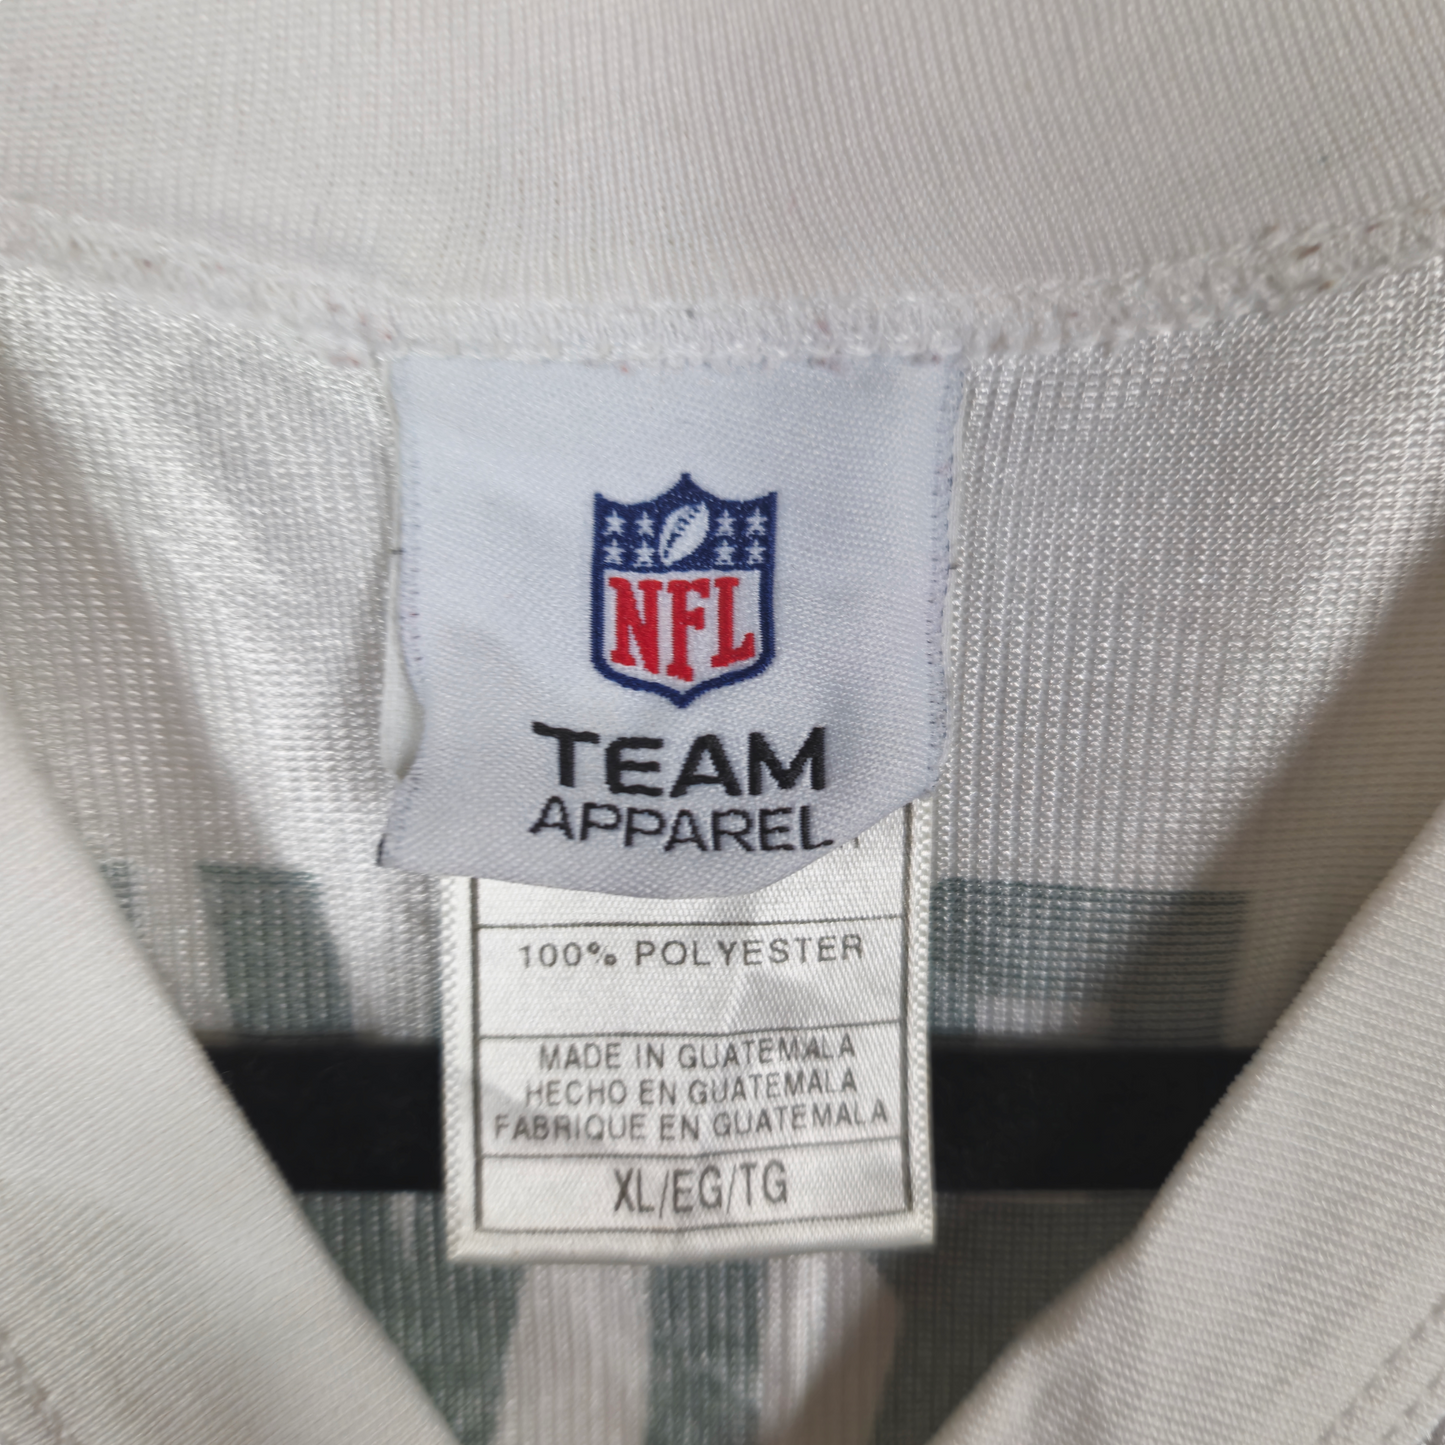 NFL
TEAM
APPAREL
100% POLYESTER
MADE IN GUATEMALA
HECHO EN GUATEMALA
FABRIQUE EN GUATEMALA
XL/EG/TG